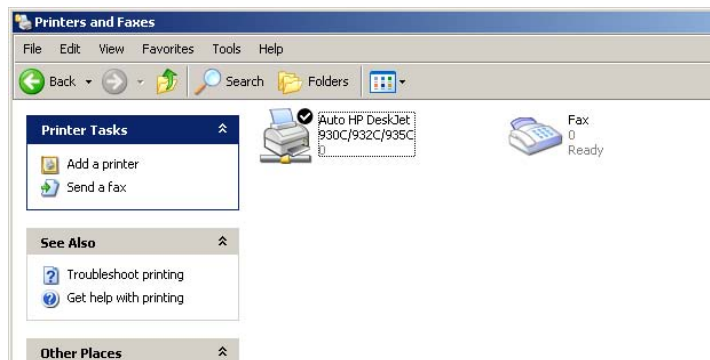 Printers and Faxes
File Edit View Favorites Tools Help
Back Search Folders
Printer Tasks
Add a printer
Send a fax
See Also
Troubleshoot printing
Get help with printing
Other Places
Auto HP DeskJet
930C/932C/935C
0
Fax
0
Ready